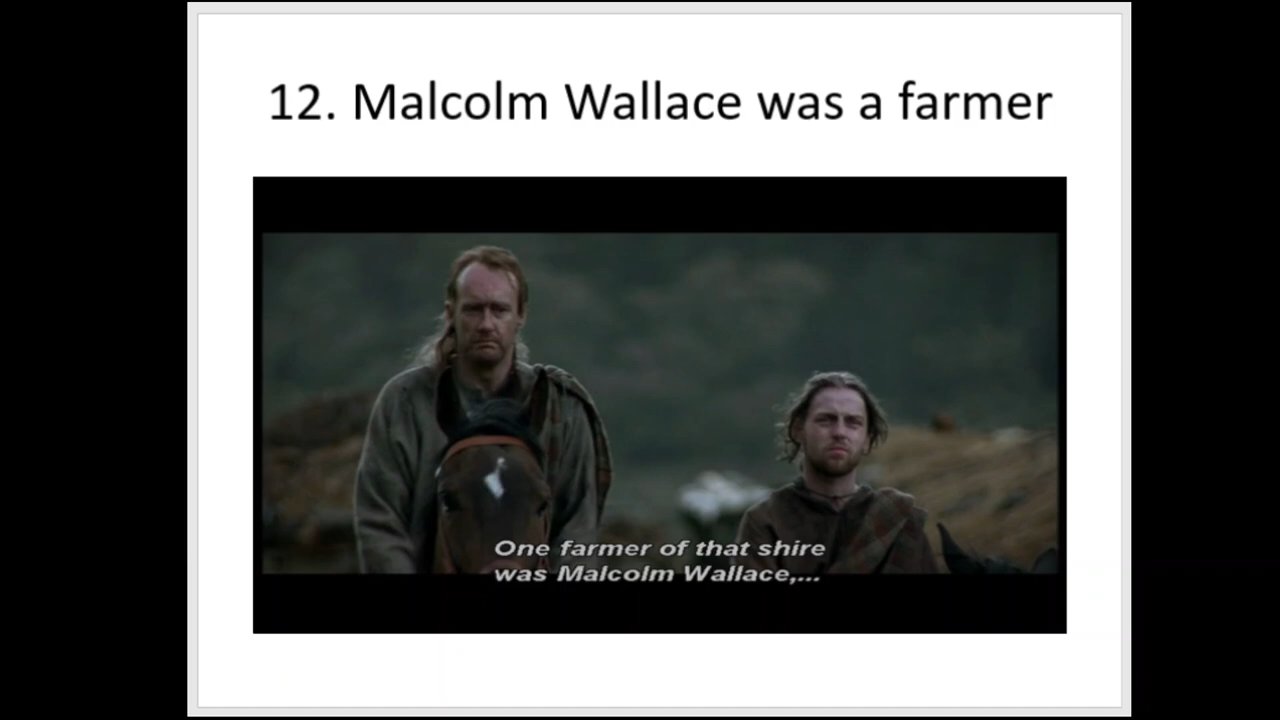 12. Malcolm Wallace was a farmer
One farmer of that shire
was Malcolm Wallace,...